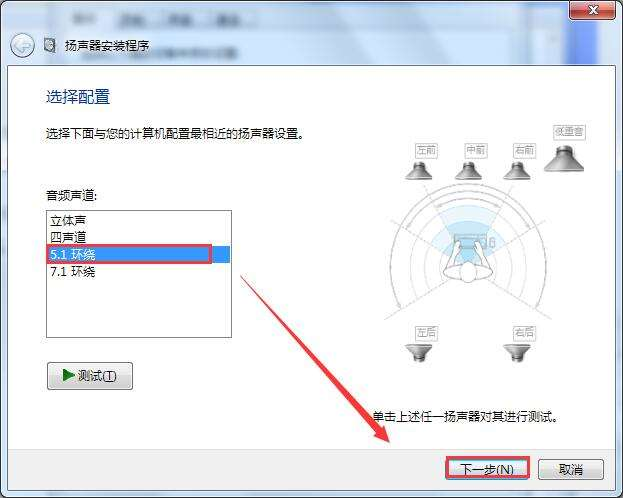 扬声器安装程序
选择配置
选择下面与您的计算机配置最相近的扬声器设置。
低重音
左前
中前
右前
音频声道:
立体声
四声道
5.1 环绕
7.1 环绕
左后
右后
测试(T)
单击上述任一扬声器对其进行测试。
下一步(N)
取消